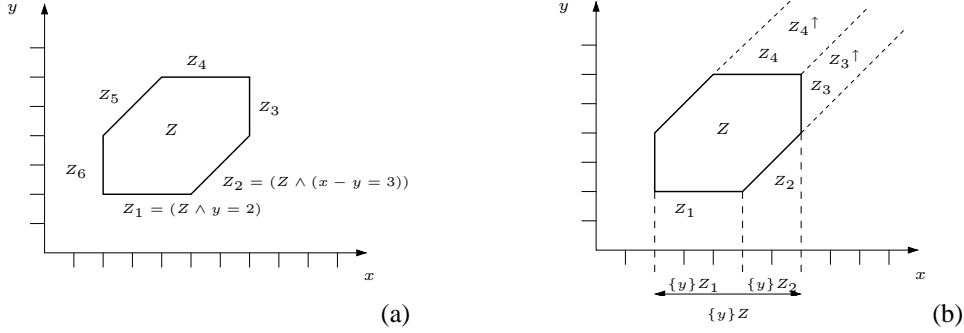 y
Z₄
Z₅
Z₃
Z
Z₆
Z₂ = (Z ∧ (x − y = 3))
Z₁ = (Z ∧ y = 2)
x
(a)
y
Z₄↑
Z₄
Z₃↑
Z₃
Z
Z₂
Z₁
x
{y}Z₁ {y}Z₂
{y}Z
(b)